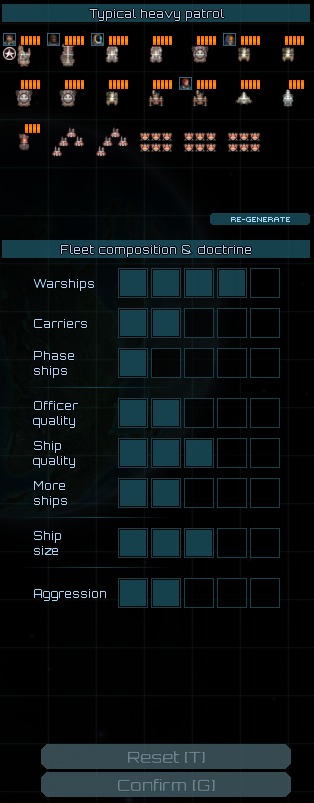 Typical heavy patrol
RE-GENERATE
Fleet composition & doctrine
Warships
Carriers
Phase
ships
Officer
quality
Ship
quality
More
ships
Ship
size
Aggression
Reset [T]
Confirm [G]